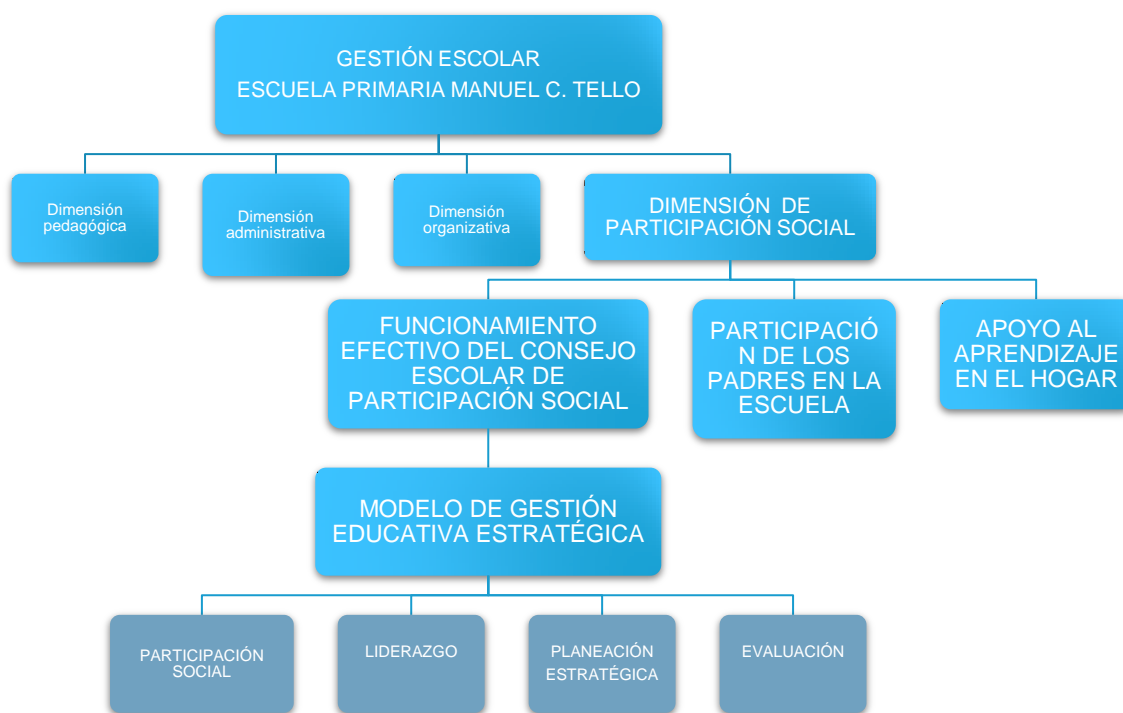 GESTIÓN ESCOLAR
ESCUELA PRIMARIA MANUEL C. TELLO
Dimensión
pedagógica
Dimensión
administrativa
Dimensión
organizativa
DIMENSIÓN DE
PARTICIPACIÓN SOCIAL
FUNCIONAMIENTO
EFECTIVO DEL CONSEJO
ESCOLAR DE
PARTICIPACIÓN SOCIAL
PARTICIPACIÓ
N DE LOS
PADRES EN LA
ESCUELA
APOYO AL
APRENDIZAJE
EN EL HOGAR
MODELO DE GESTIÓN
EDUCATIVA ESTRATÉGICA
PARTICIPACIÓN
SOCIAL
LIDERAZGO
PLANEACIÓN
ESTRATÉGICA
EVALUACIÓN